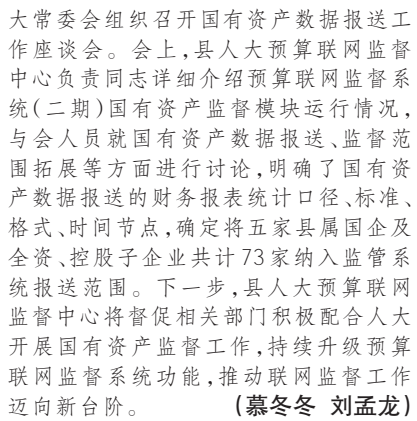 大常委会组织召开国有资产数据报送工
作座谈会。会上,县人大预算联网监督
中心负责同志详细介绍预算联网监督系
统(二期)国有资产监督模块运行情况,
与会人员就国有资产数据报送、监督范
围拓展等方面进行讨论,明确了国有资
产数据报送的财务报表统计口径、标准、
格式、时间节点,确定将五家县属国企及
全资、控股子企业共计73家纳入监管系
统报送范围。下一步,县人大预算联网
监督中心将督促相关部门积极配合人大
开展国有资产监督工作,持续升级预算
联网监督系统功能,推动联网监督工作
迈向新台阶。 (慕冬冬 刘孟龙)